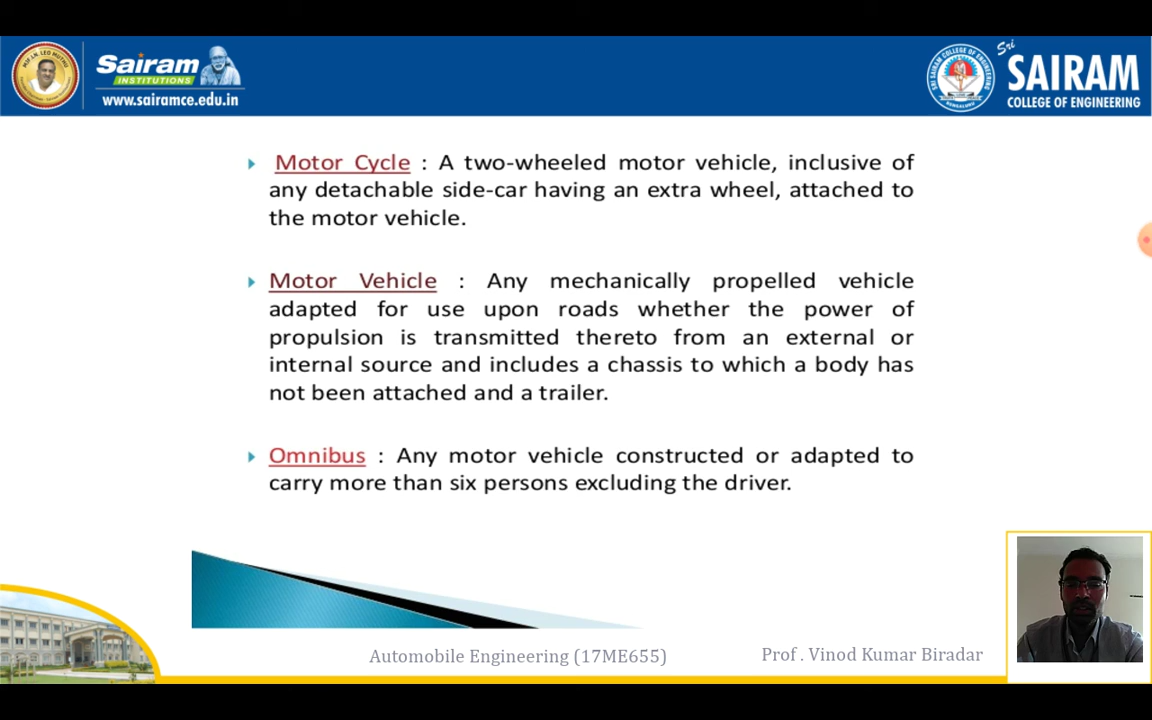 Sairam
INSTITUTIONS
www.sairamce.edu.in
Sri
SAIRAM
COLLEGE OF ENGINEERING
Motor Cycle : A two-wheeled motor vehicle, inclusive of
any detachable side-car having an extra wheel, attached to
the motor vehicle.
Motor Vehicle : Any mechanically propelled vehicle
adapted for use upon roads whether the power of
propulsion is transmitted thereto from an external or
internal source and includes a chassis to which a body has
not been attached and a trailer.
Omnibus : Any motor vehicle constructed or adapted to
carry more than six persons excluding the driver.
Automobile Engineering (17ME655)
Prof . Vinod Kumar Biradar